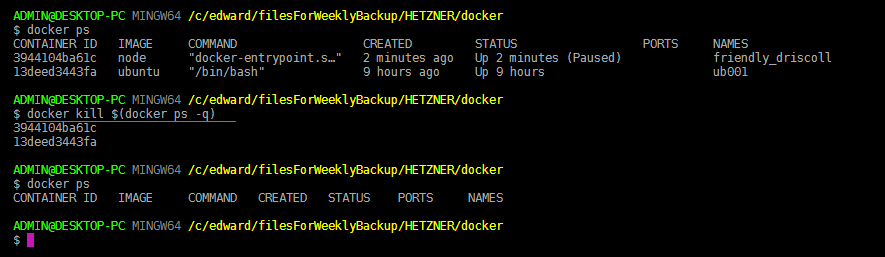 ADMIN@DESKTOP-PC MINGW64 /c/edward/filesForWeeklyBackup/HETZNER/docker
$ docker ps
CONTAINER ID   IMAGE     COMMAND                  CREATED         STATUS                  PORTS     NAMES
3944104ba61c   node      "docker-entrypoint.s…"   2 minutes ago   Up 2 minutes (Paused)             friendly_driscoll
13deed3443fa   ubuntu    "/bin/bash"              9 hours ago     Up 9 hours                        ub001
ADMIN@DESKTOP-PC MINGW64 /c/edward/filesForWeeklyBackup/HETZNER/docker
$ docker kill $(docker ps -q)
3944104ba61c
13deed3443fa
ADMIN@DESKTOP-PC MINGW64 /c/edward/filesForWeeklyBackup/HETZNER/docker
$ docker ps
CONTAINER ID   IMAGE     COMMAND   CREATED   STATUS    PORTS     NAMES
ADMIN@DESKTOP-PC MINGW64 /c/edward/filesForWeeklyBackup/HETZNER/docker
$